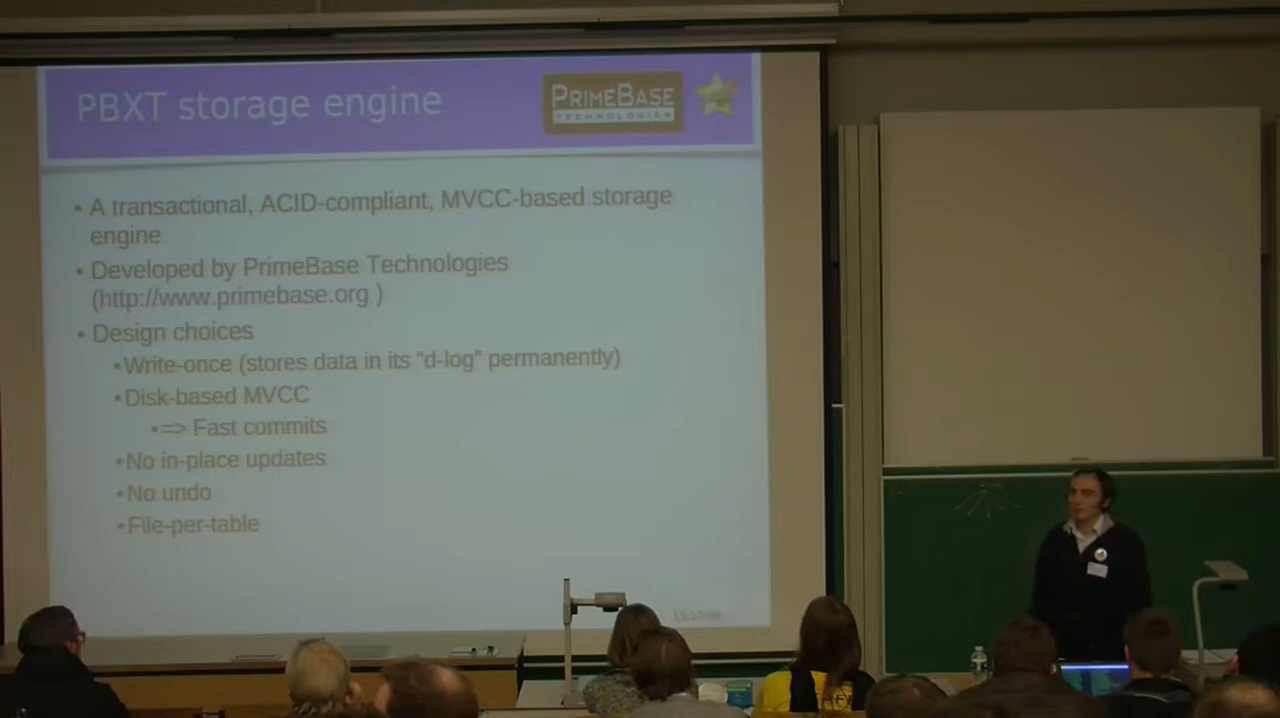 PBXT storage engine
PRIMEBASE
TECHNOLOGIES
• A transactional, ACID-compliant, MVCC-based storage
engine
• Developed by PrimeBase Technologies
(http://www.primebase.org )
• Design choices
•Write-once (stores data in its “d-log” permanently)
•Disk-based MVCC
•=> Fast commits
•No in-place updates
•No undo
•File-per-table